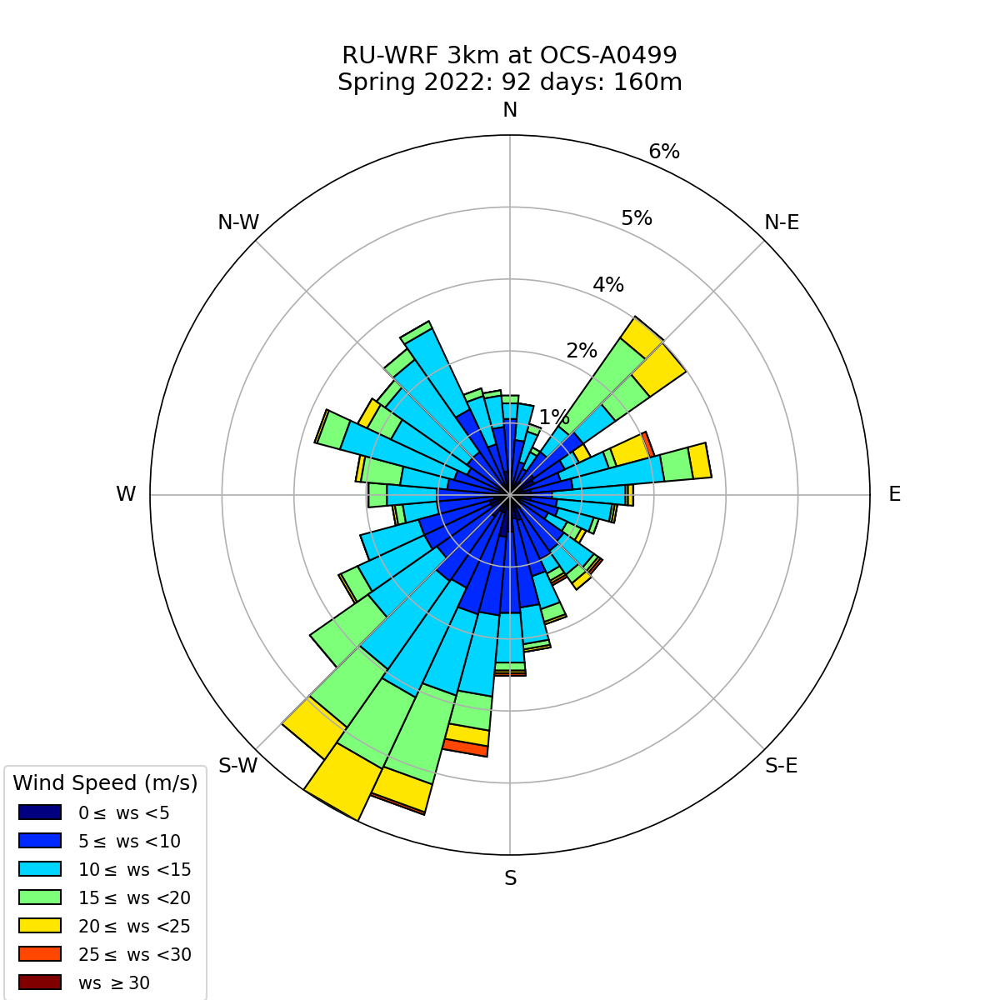 RU-WRF 3km at OCS-A0499
Spring 2022: 92 days: 160m
N
6%
5%
N-W
N-E
4%
2%
1%
W
E
S-W
S-E
S
Wind Speed (m/s)
0≤ ws <5
5≤ ws <10
10≤ ws <15
15≤ ws <20
20≤ ws <25
25≤ ws <30
ws ≥30